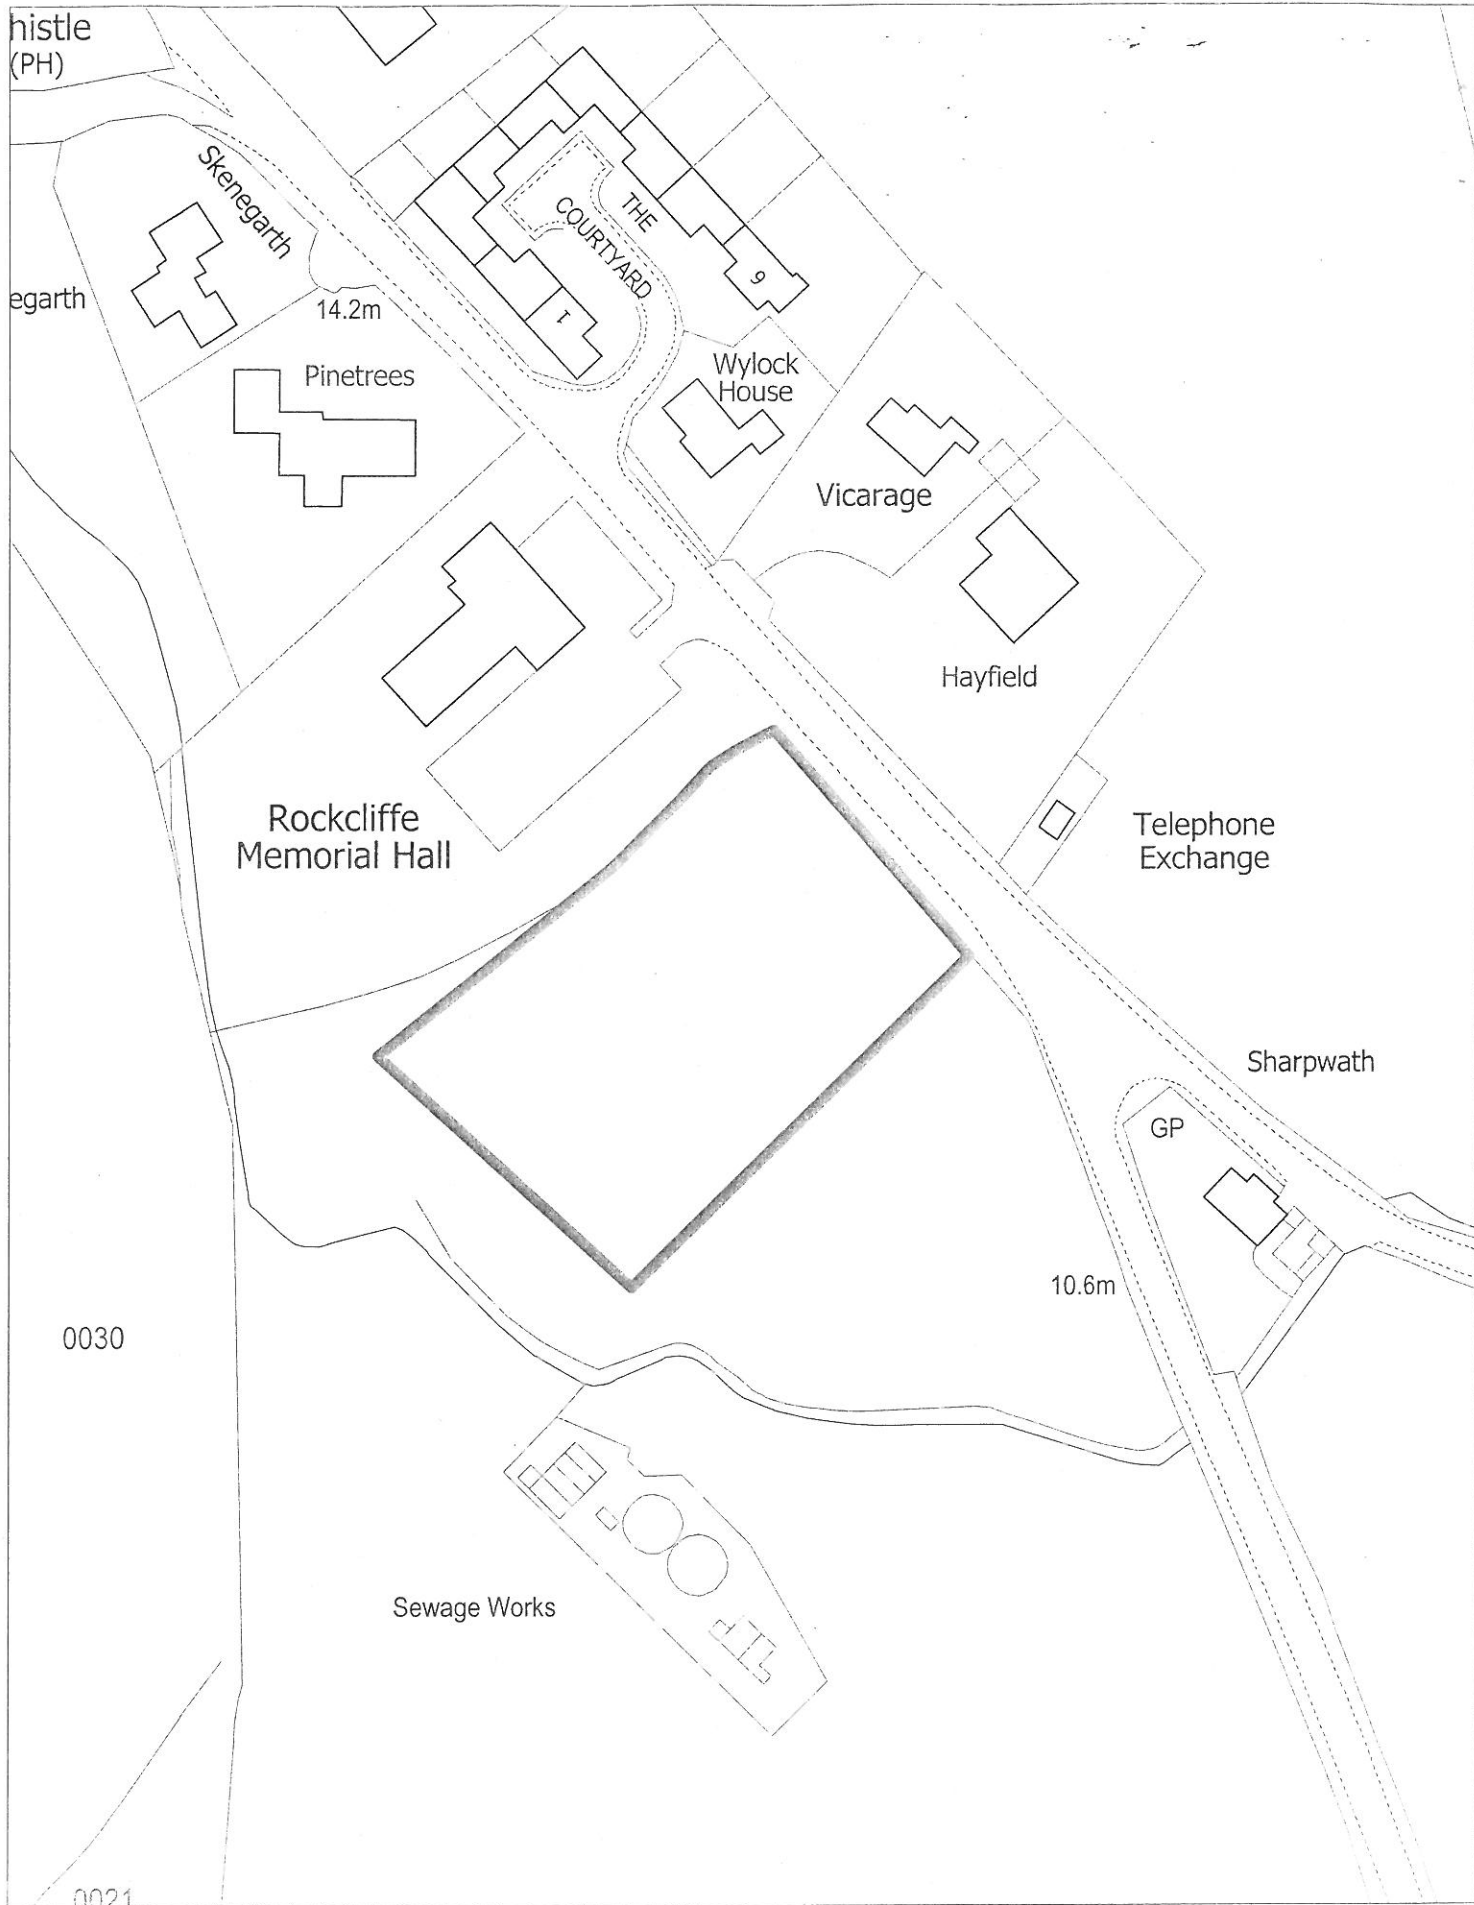 histle
(PH)
Skenegarth
egarth
14.2m
Pinetrees
THE
COURTYARD
1
9
Wylock
House
Vicarage
Hayfield
Rockcliffe
Memorial Hall
Telephone
Exchange
Sharpwath
GP
10.6m
0030
Sewage Works
0021